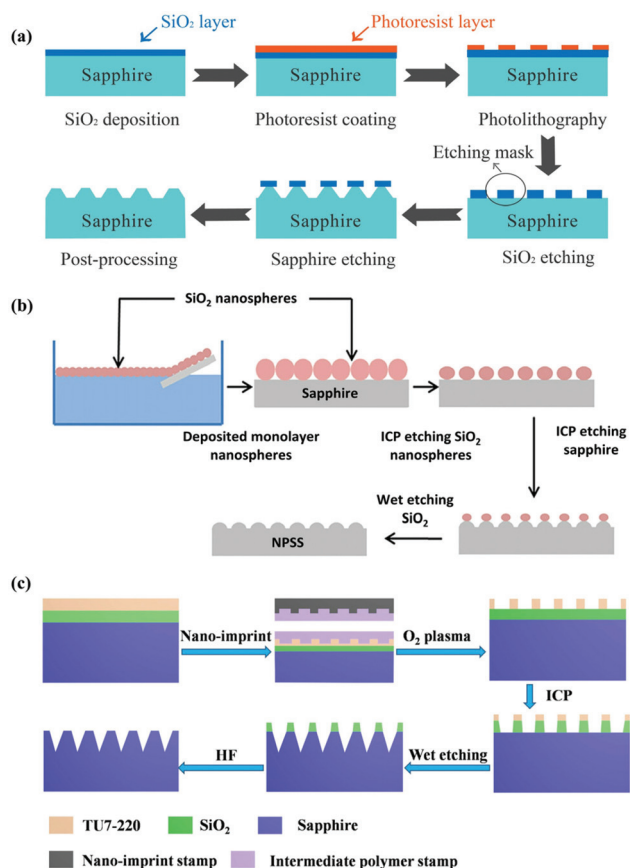 (a)
SiO₂ layer
Photoresist layer
Sapphire
Sapphire
Sapphire
SiO₂ deposition
Photoresist coating
Photolithography
Etching mask
Sapphire
Sapphire
Sapphire
Post-processing
Sapphire etching
SiO₂ etching
(b)
SiO₂ nanospheres
Sapphire
Deposited monolayer
nanospheres
ICP etching SiO₂
nanospheres
ICP etching
sapphire
Wet etching
SiO₂
NPSS
(c)
Nano-imprint
O₂ plasma
ICP
HF
Wet etching
TU7-220
SiO₂
Sapphire
Nano-imprint stamp
Intermediate polymer stamp